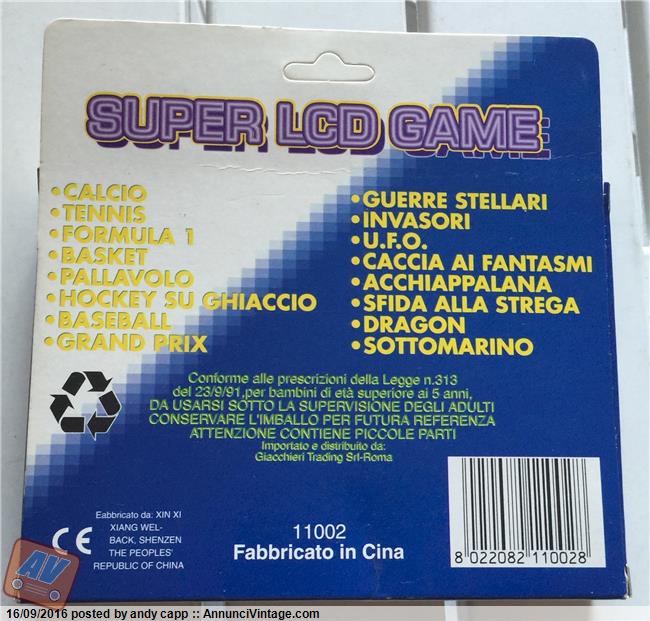 SUPER LCD GAME
•CALCIO
•TENNIS
•FORMULA 1
•BASKET
•PALLAVOLO
•HOCKEY SU GHIACCIO
•BASEBALL
•GRAND PRIX
•GUERRE STELLARI
•INVASORI
•U.F.O.
•CACCIA AI FANTASMI
•ACCHIAPPALANA
•SFIDA ALLA STREGA
•DRAGON
•SOTTOMARINO
Conforme alle prescrizioni della Legge n.313
del 23/9/91,per bambini di età superiore ai 5 anni,
DA USARSI SOTTO LA SUPERVISIONE DEGLI ADULTI
CONSERVARE L'IMBALLO PER FUTURA REFERENZA
ATTENZIONE CONTIENE PICCOLE PARTI
Importato e distribuito da:
Giacchieri Trading Srl-Roma
CE
Eabbricato da: XIN XI
XIANG WEL-
BACK, SHENZEN
THE PEOPLES'
REPUBLIC OF CHINA
11002
Fabbricato in Cina
8 022082 110028
AV
16/09/2016 posted by andy capp :: AnnunciVintage.com